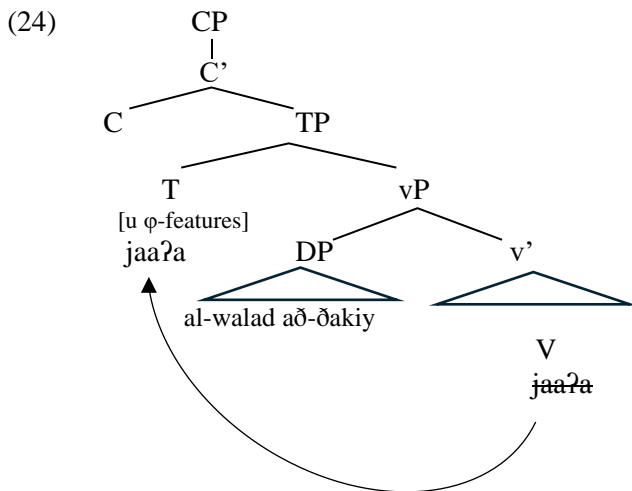 (24) CP
C’
C TP
T vP
[u φ-features]
jaaʔa DP v’
al-walad að-ðakiy
V
jaaʔa